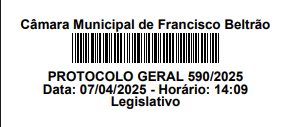 Câmara Municipal de Francisco Beltrão
PROTOCOLO GERAL 590/2025
Data: 07/04/2025 - Horário: 14:09
Legislativo